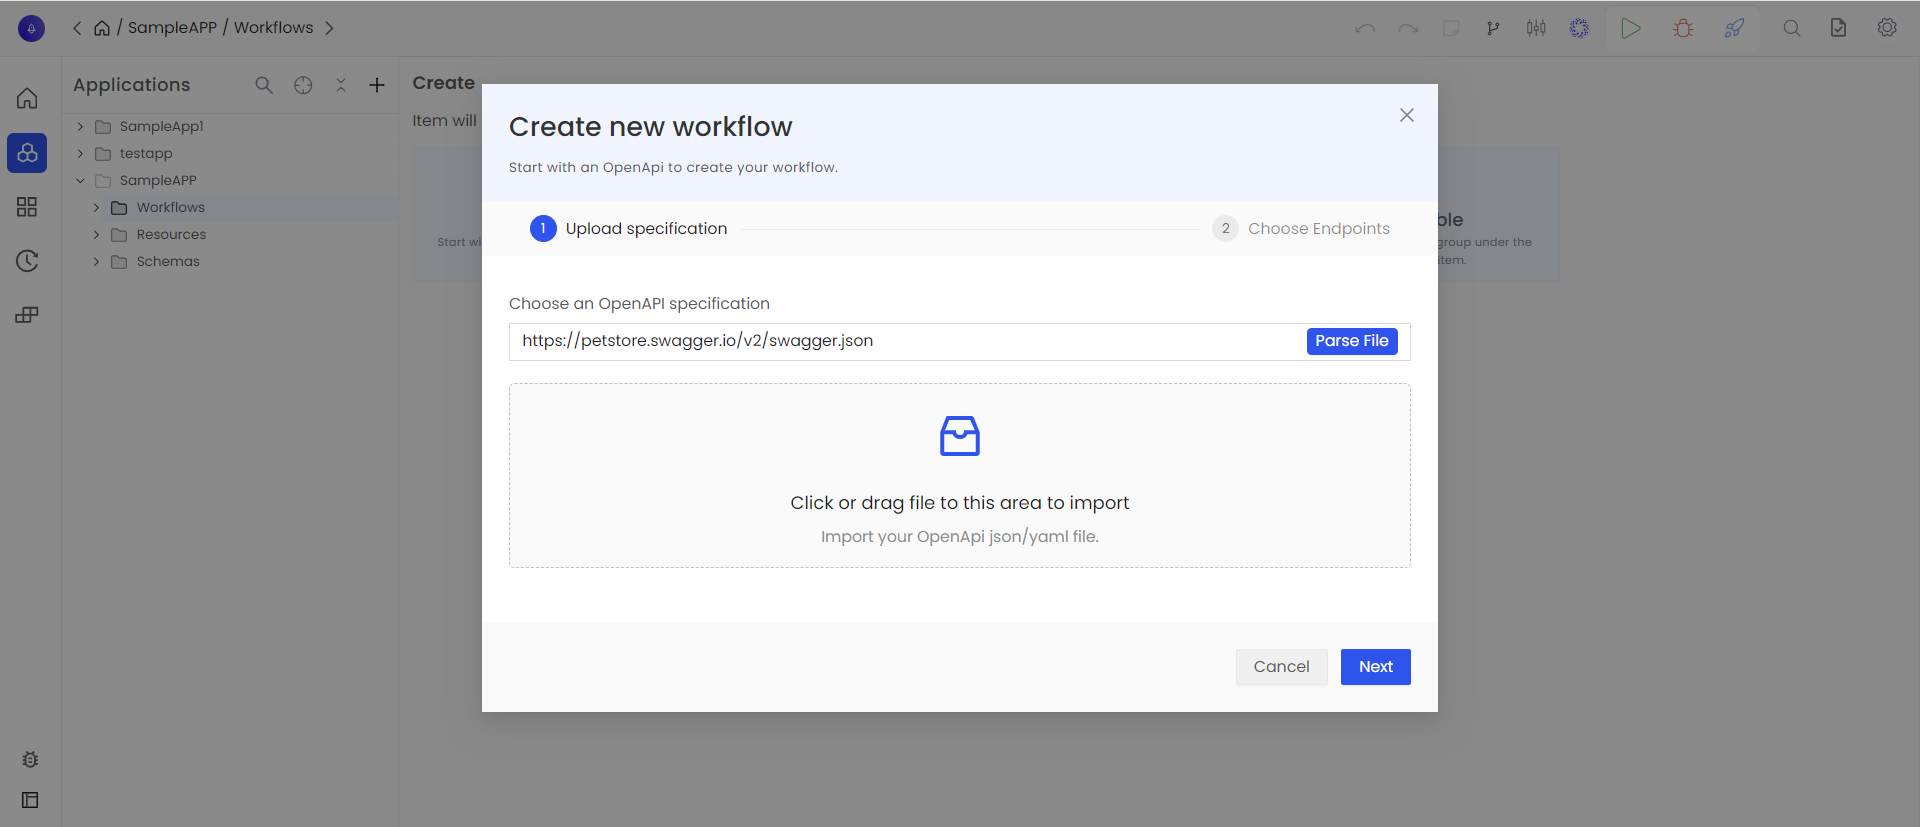 / SampleAPP / Workflows
Applications
SampleApp1
testapp
SampleAPP
Workflows
Resources
Schemas
Create
Item will
Start wi
ble
group under the
item.
Create new workflow
Start with an OpenApi to create your workflow.
1 Upload specification
2 Choose Endpoints
Choose an OpenAPI specification
https://petstore.swagger.io/v2/swagger.json
Parse File
Click or drag file to this area to import
Import your OpenApi json/yaml file.
Cancel
Next